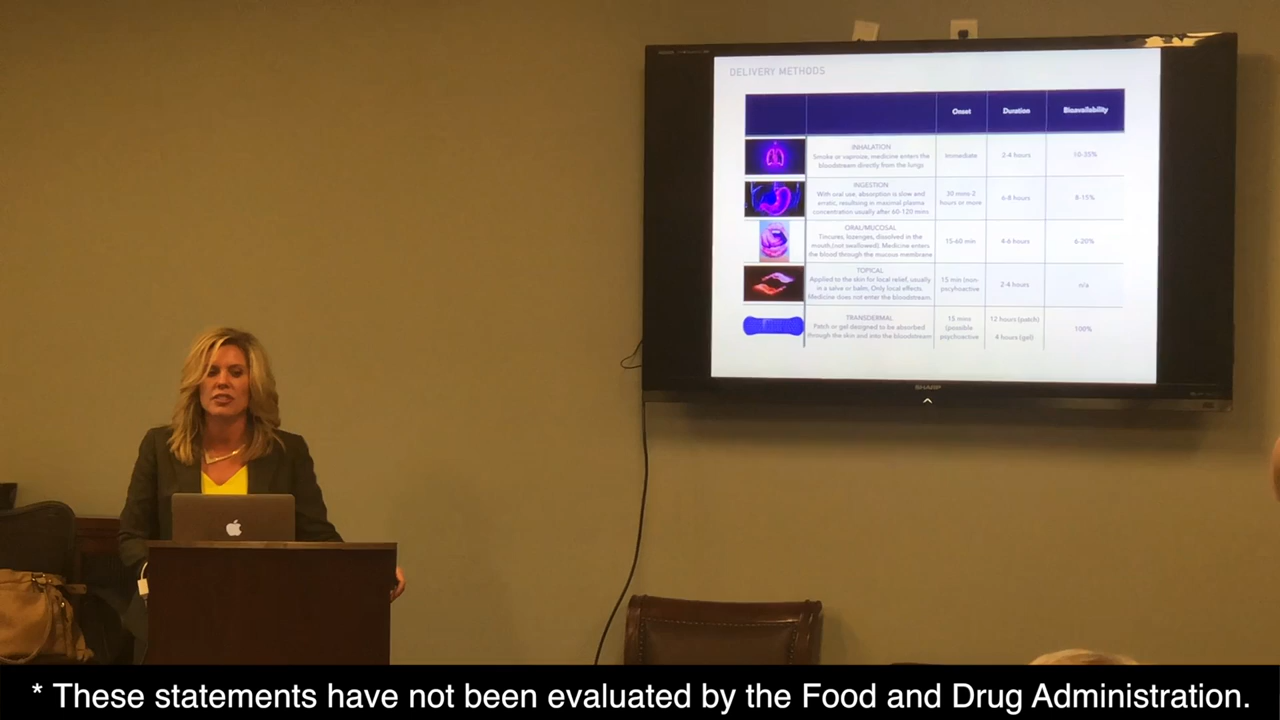 DELIVERY METHODS
Onset Duration Bioavailability
INHALATION
Smoke or vaporize, medicine enters the
bloodstream directly from the lungs
Immediate
2-4 hours
10-35%
INGESTION
With oral use, absorption is slow and
erratic, resulting in maximal plasma
concentration usually after 60-120 mins
30 mins 2
hours or more
6-8 hours
8-15%
ORAL/MUCOSAL
Tincures, lozenges, dissolved in the
mouth,(not swallowed). Medicine enters
the blood through the mucous membrane
15-60 min
4-6 hours
6-20%
TOPICAL
Applied to the skin for local relief, usually
in a salve or balm. Only local effects.
Medicine does not enter the bloodstream.
15 min (non-
psychoactive
2-4 hours
n/a
TRANSDERMAL
Patch or gel designed to be absorbed
through the skin and into the bloodstream
15 mins
(possible
psychoactive
12 hours (patch)
4 hours (gel)
100%
SHARP
* These statements have not been evaluated by the Food and Drug Administration.